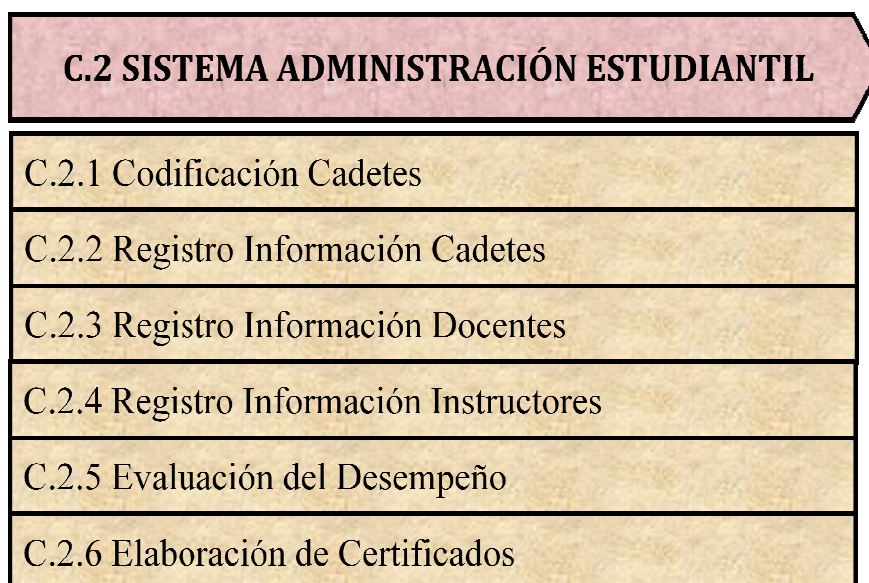 C.2 SISTEMA ADMINISTRACIÓN ESTUDIANTIL
C.2.1 Codificación Cadetes
C.2.2 Registro Información Cadetes
C.2.3 Registro Información Docentes
C.2.4 Registro Información Instructores
C.2.5 Evaluación del Desempeño
C.2.6 Elaboración de Certificados